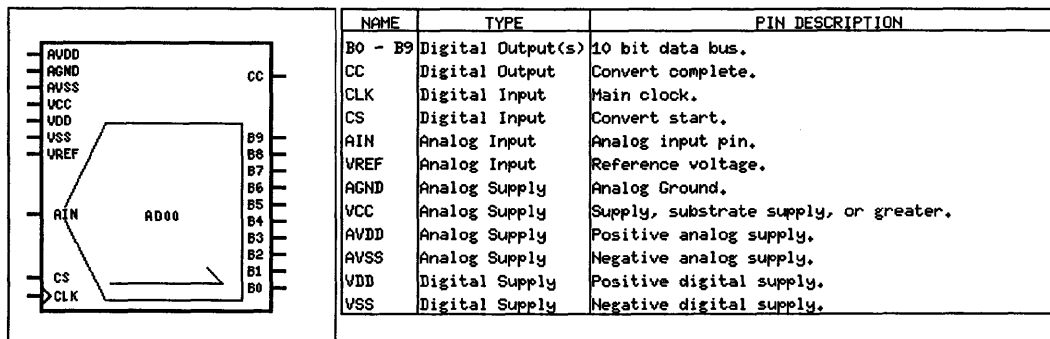 AVDD
AGND
AVSS
VCC
VDD
VSS
VREF
AIN
CS
CLK
AD00
CC
B9
B8
B7
B6
B5
B4
B3
B2
B1
B0
NAME TYPE PIN DESCRIPTION
B0 - B9 Digital Output(s) 10 bit data bus.
CC Digital Output Convert complete.
CLK Digital Input Main clock.
CS Digital Input Convert start.
AIN Analog Input Analog input pin.
VREF Analog Input Reference voltage.
AGND Analog Supply Analog Ground.
VCC Analog Supply Supply, substrate supply, or greater.
AVDD Analog Supply Positive analog supply.
AVSS Analog Supply Negative analog supply.
VDD Digital Supply Positive digital supply.
VSS Digital Supply Negative digital supply.